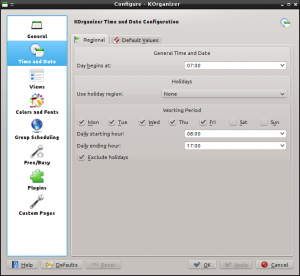 Configure - KOrganizer
General
Time and Date
Views
Colors and Fonts
Group Scheduling
Free/Busy
Plugins
Custom Pages
KOrganizer Time and Date Configuration
Regional Default Values
General Time and Date
Day begins at: 07:00
Holidays
Use holiday region: None
Working Period
Mon Tue Wed Thu Fri Sat Sun
Daily starting hour: 08:00
Daily ending hour: 17:00
Exclude holidays
Help Defaults Reset OK Apply Cancel